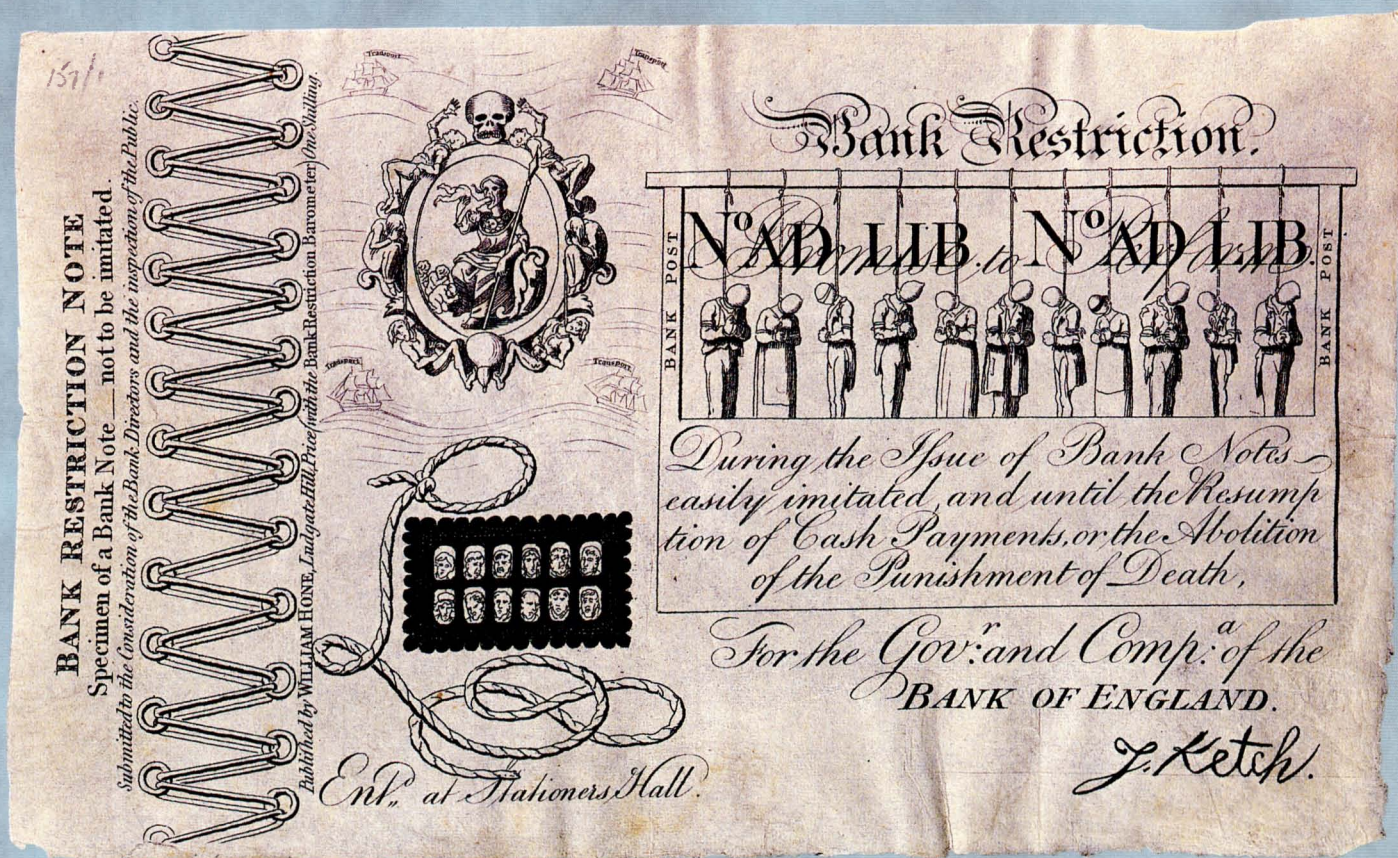 157/1
BANK RESTRICTION NOTE
Specimen of a Bank Note__not to be imitated.
Submitted to the Consideration of the Bank Directors and the inspection of the Public.
Published by WILLIAM HONE, Ludgate Hill, Price (with the Bank Restriction Barometer) One Shilling.
Transport
Transport
Transport
Transport
Bank Restriction.
BANK POST
No AD LIB. No AD LIB.
Promise to Perform
BANK POST
During the Issue of Bank Notes
easily imitated, and until the Resump
tion of Cash Payments, or the Abolition
of the Punishment of Death,
For the Govr: and Compa: of the
BANK OF ENGLAND.
J. Ketch.
Entd. at Stationers Hall.